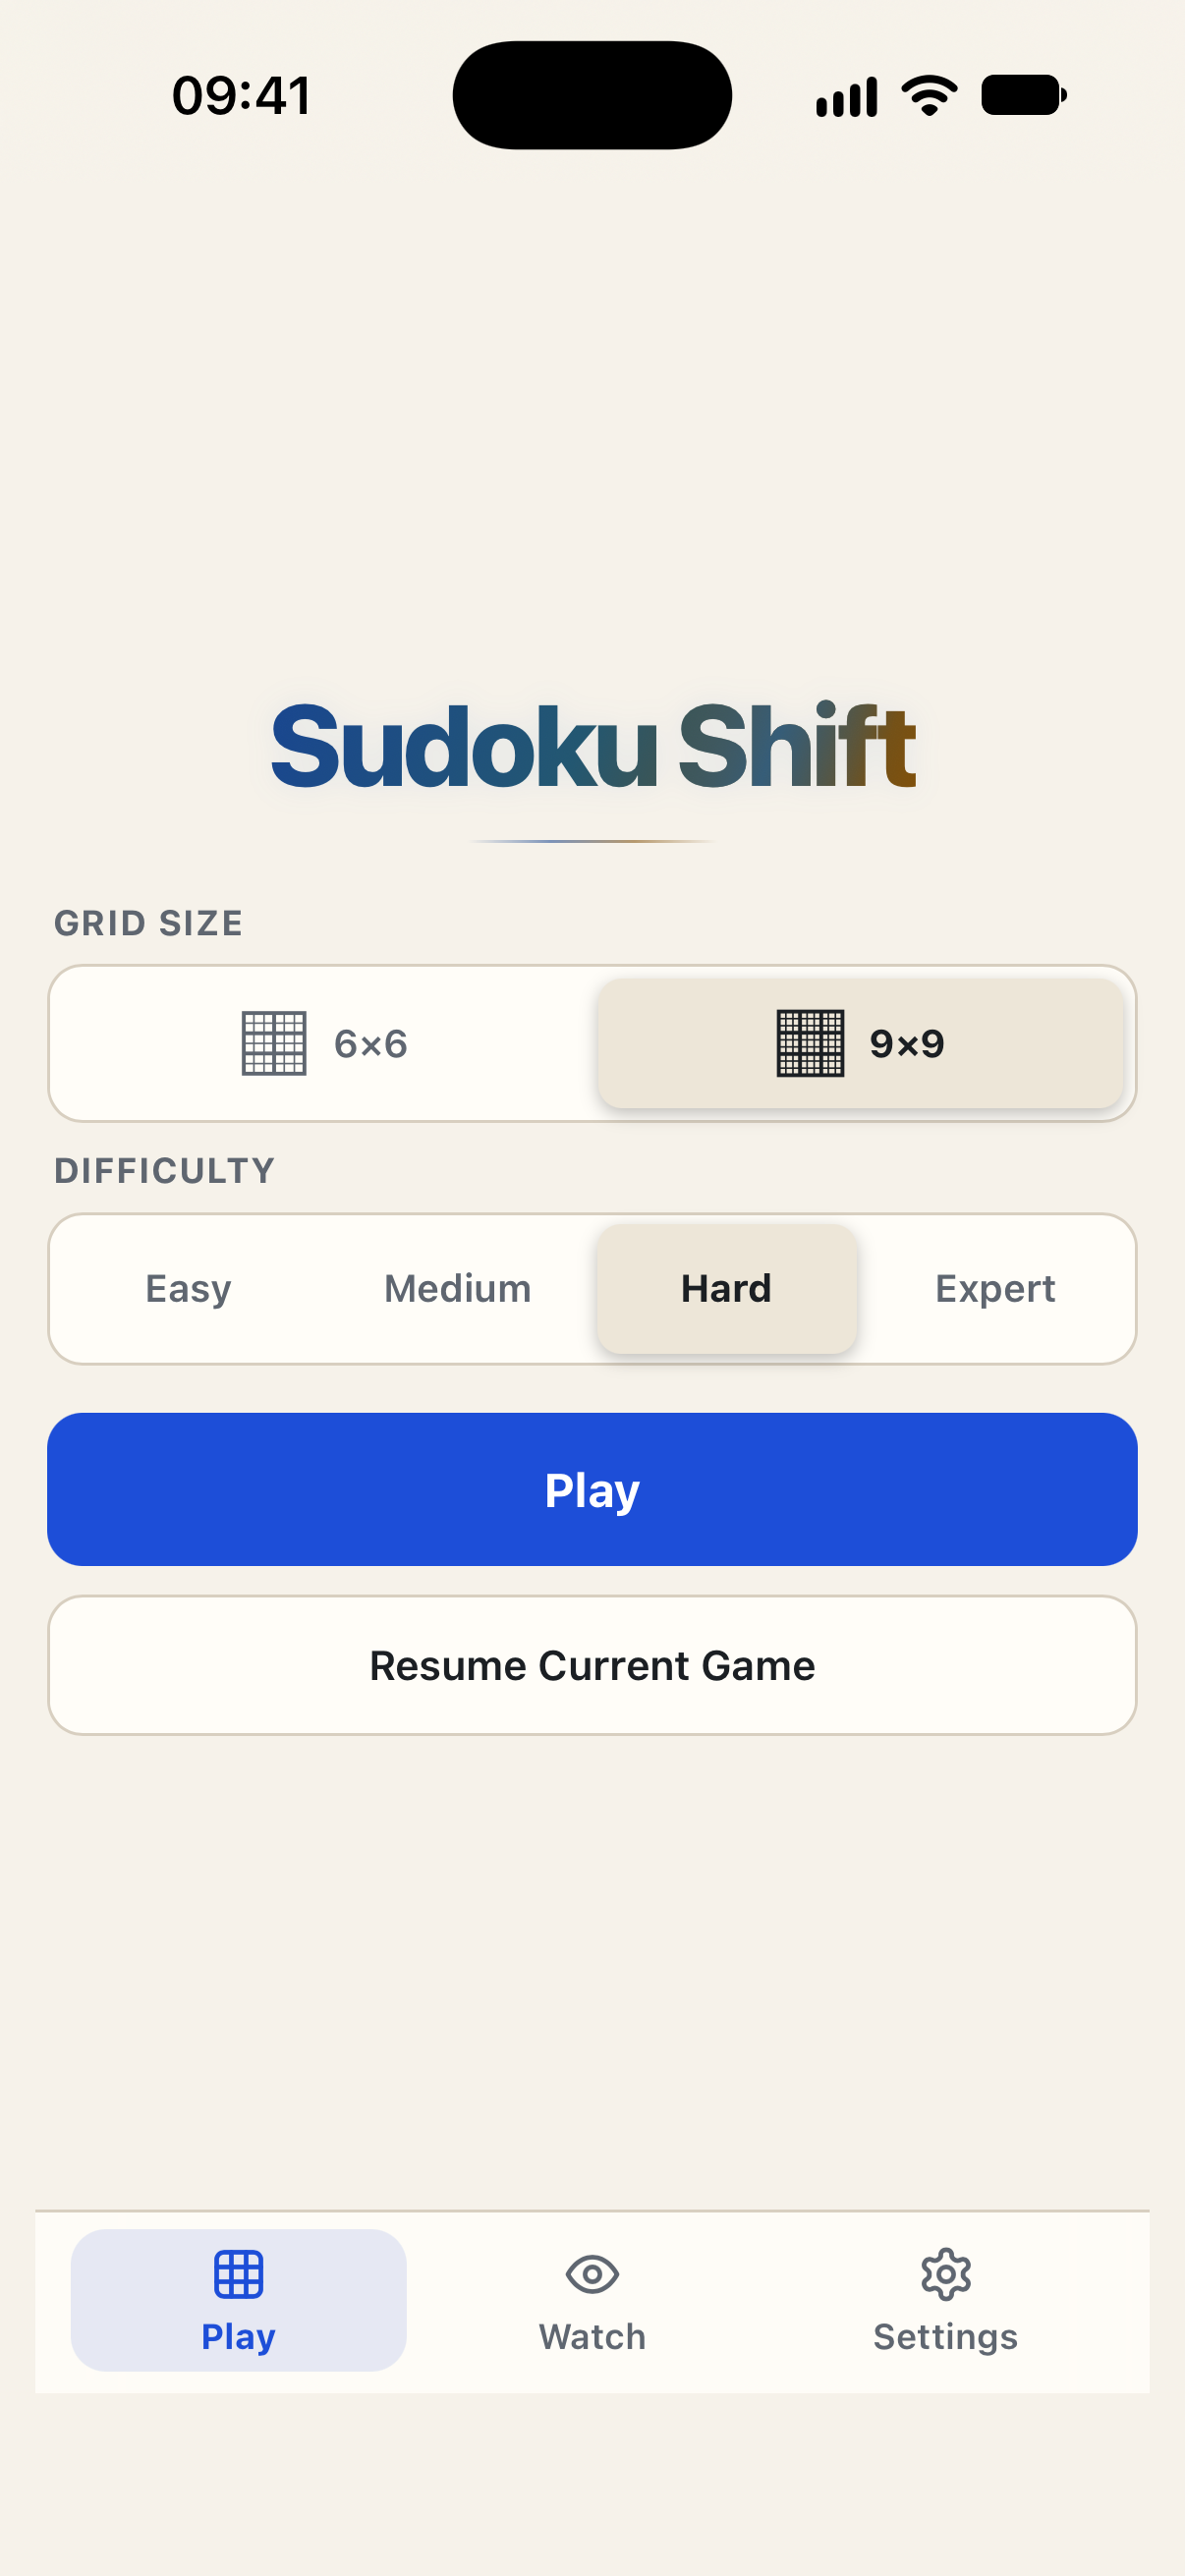 09:41
Sudoku Shift
GRID SIZE
6×6 9×9
DIFFICULTY
Easy Medium Hard Expert
Play
Resume Current Game
Play Watch Settings